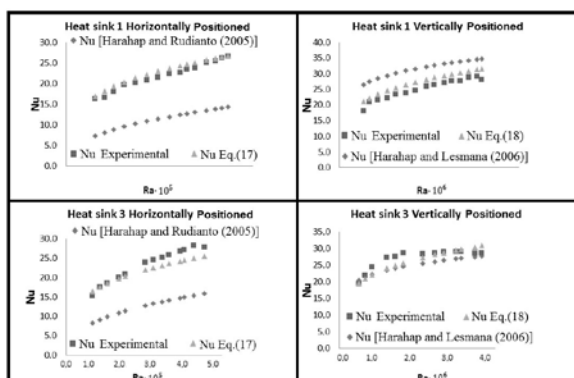 Heat sink 1 Horizontally Positioned
Nu [Harahap and Rudianto (2005)]
30.0
25.0
20.0
15.0
10.0
5.0
0.0
Nu
Nu Experimental
Nu Eq.(17)
Ra·10⁵
Heat sink 1 Vertically Positioned
40.0
35.0
30.0
25.0
20.0
15.0
10.0
5.0
0.0
Nu
Nu Experimental
Nu Eq.(18)
Nu [Harahap and Lesmana (2006)]
Ra·10⁶
Heat sink 3 Horizontally Positioned
Nu [Harahap and Rudianto (2005)]
30.0
25.0
20.0
15.0
10.0
5.0
0.0
Nu
Nu Experimental
Nu Eq.(17)
0.0 1.0 2.0 3.0 4.0 5.0
Ra·10⁵
Heat sink 3 Vertically Positioned
40.0
35.0
30.0
25.0
20.0
15.0
10.0
5.0
0.0
Nu
Nu Experimental
Nu Eq.(18)
Nu [Harahap and Lesmana (2006)]
0.0 1.0 2.0 3.0 4.0
Ra·10⁶